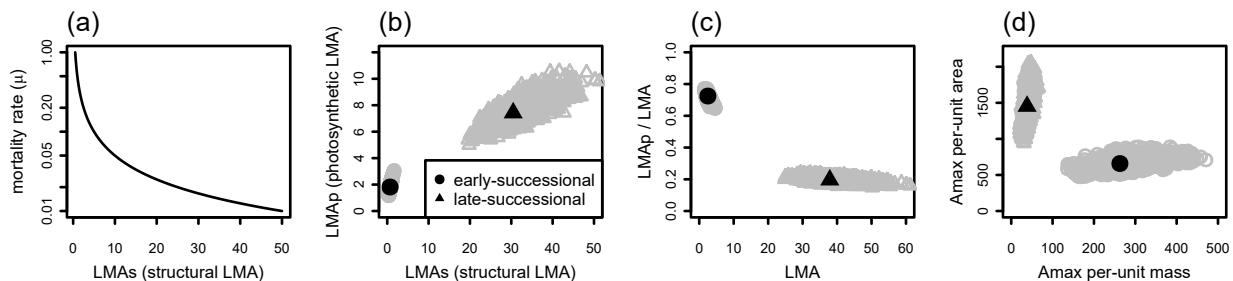 (a)
mortality rate (μ)
1.00
0.20
0.05
0.01
0 10 20 30 40 50
LMAs (structural LMA)
(b)
LMAp (photosynthetic LMA)
12
10
8
6
4
2
0
0 10 20 30 40 50
LMAs (structural LMA)
early-successional
late-successional
(c)
LMAp / LMA
1.0
0.8
0.6
0.4
0.2
0.0
0 10 20 30 40 50 60
LMA
(d)
Amax per-unit area
1500
500
0
0 100 200 300 400 500
Amax per-unit mass